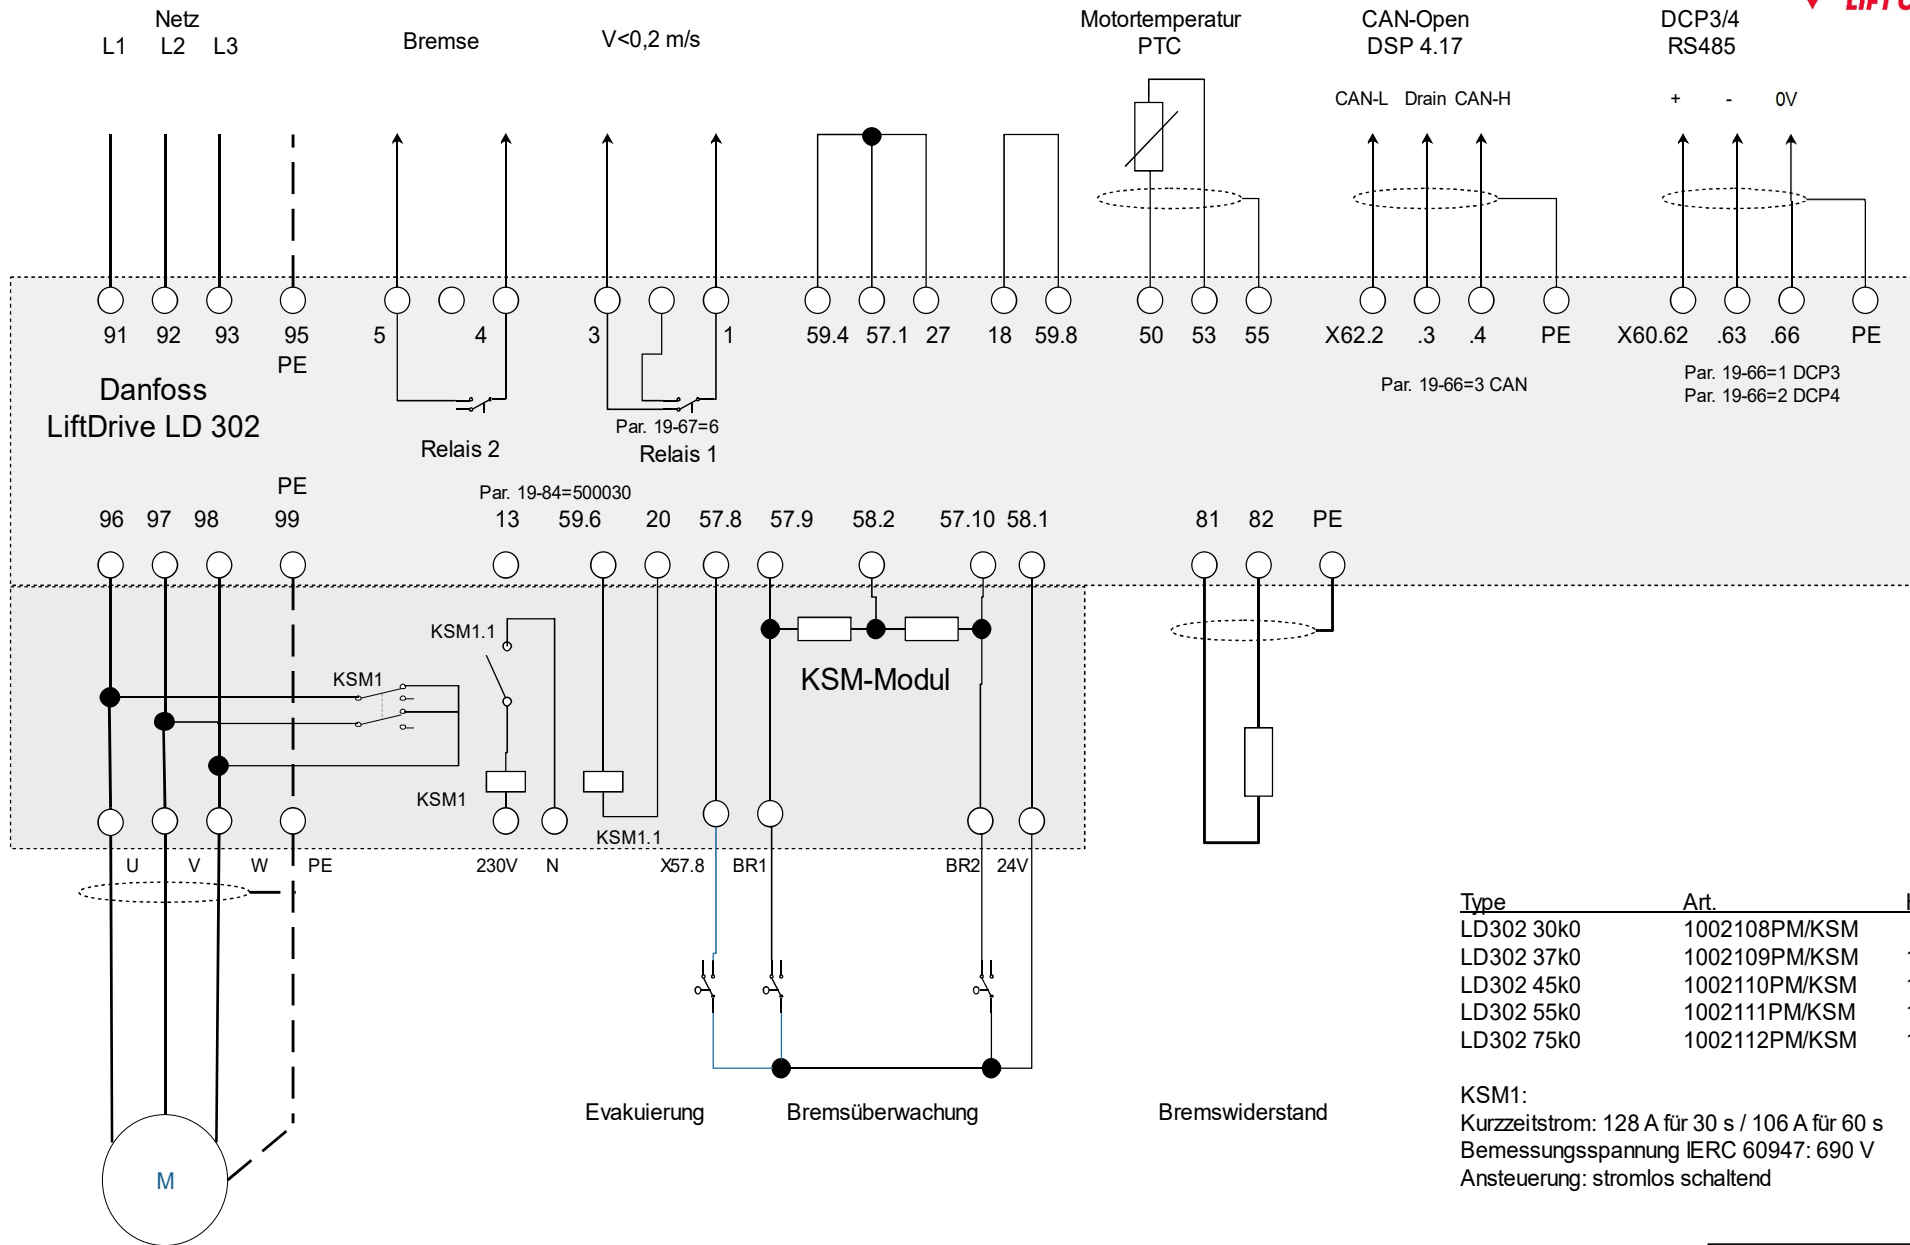 Netz
L1 L2 L3
Bremse
V<0,2 m/s
Motortemperatur
PTC
CAN-Open
DSP 4.17
DCP3/4
RS485
CAN-L Drain CAN-H
+ - 0V
91 92 93 95
PE
5 4
3 1
59.4 57.1 27
18 59.8
50 53 55
X62.2 .3 .4 PE
X60.62 .63 .66 PE
Danfoss
LiftDrive LD 302
Par. 19-67=6
Relais 2
Relais 1
Par. 19-66=3 CAN
Par. 19-66=1 DCP3
Par. 19-66=2 DCP4
PE
Par. 19-84=500030
96 97 98 99
13 59.6 20 57.8 57.9 58.2 57.10 58.1
81 82 PE
KSM1.1
KSM1
KSM-Modul
KSM1
KSM1.1
U V W PE
230V N
X57.8 BR1
BR2 24V
M
Evakuierung
Bremsüberwachung
Bremswiderstand
Type Art.
LD302 30k0 1002108PM/KSM
LD302 37k0 1002109PM/KSM
LD302 45k0 1002110PM/KSM
LD302 55k0 1002111PM/KSM
LD302 75k0 1002112PM/KSM
KSM1:
Kurzzeitstrom: 128 A für 30 s / 106 A für 60 s
Bemessungsspannung IERC 60947: 690 V
Ansteuerung: stromlos schaltend